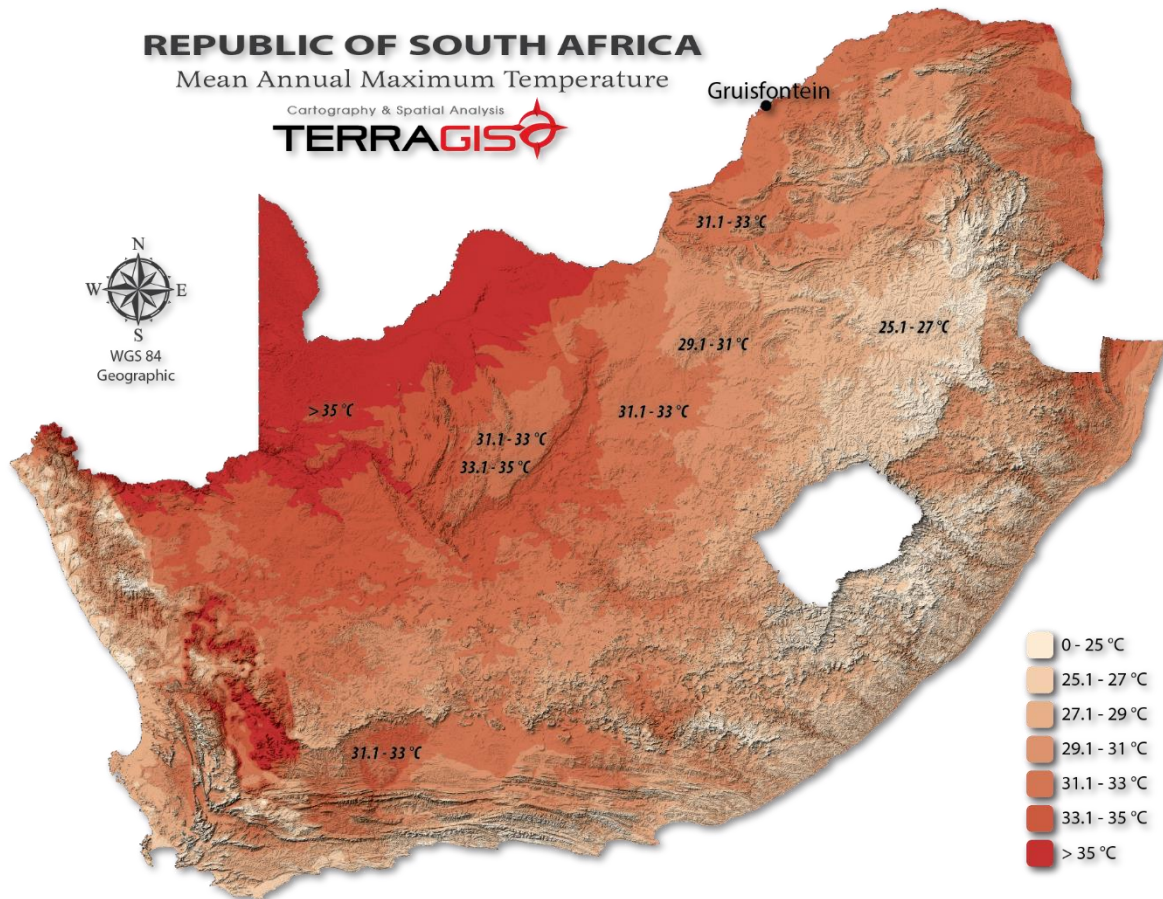 REPUBLIC OF SOUTH AFRICA
Mean Annual Maximum Temperature
Cartography & Spatial Analysis
TERRAGIS
Gruisfontein
N
W E
S
WGS 84
Geographic
31.1 - 33 °C
25.1 - 27 °C
29.1 - 31 °C
> 35 °C
31.1 - 33 °C
31.1 - 33 °C
33.1 - 35 °C
31.1 - 33 °C
0 - 25 °C
25.1 - 27 °C
27.1 - 29 °C
29.1 - 31 °C
31.1 - 33 °C
33.1 - 35 °C
> 35 °C